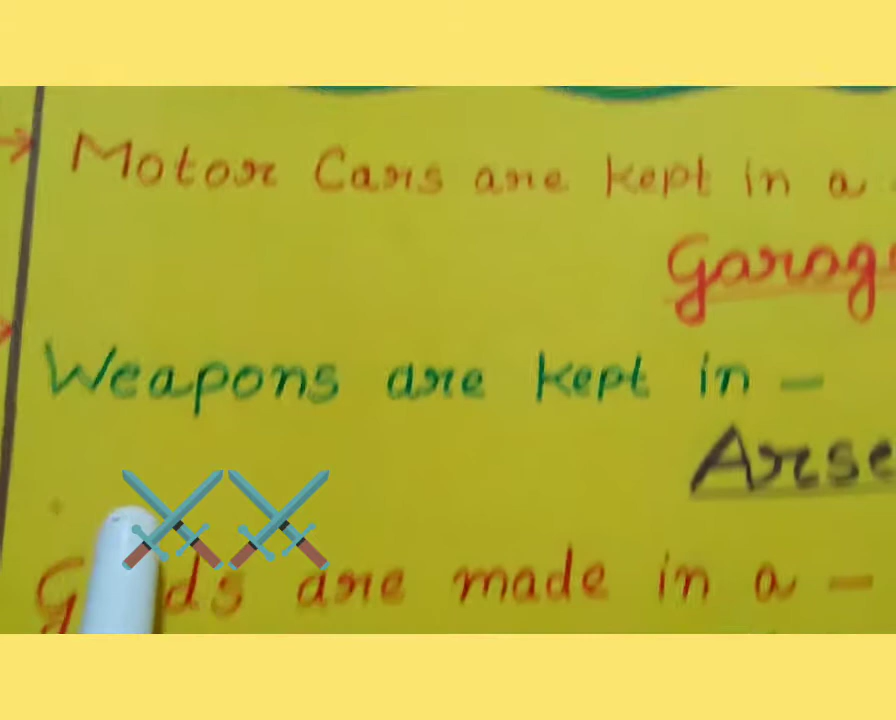 Motor Cars are kept in a
Garag
Weapons are kept in –
Arse
are made in a –